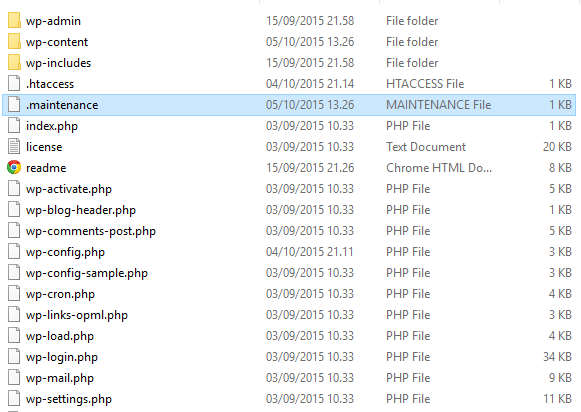 wp-admin 15/09/2015 21.58 File folder
wp-content 05/10/2015 13.26 File folder
wp-includes 15/09/2015 21.58 File folder
.htaccess 04/10/2015 21.14 HTACCESS File 1 KB
.maintenance 05/10/2015 13.26 MAINTENANCE File 1 KB
index.php 03/09/2015 10.33 PHP File 1 KB
license 03/09/2015 10.33 Text Document 20 KB
readme 15/09/2015 21.26 Chrome HTML Do... 8 KB
wp-activate.php 03/09/2015 10.33 PHP File 5 KB
wp-blog-header.php 03/09/2015 10.33 PHP File 1 KB
wp-comments-post.php 03/09/2015 10.33 PHP File 5 KB
wp-config.php 04/10/2015 21.11 PHP File 3 KB
wp-config-sample.php 03/09/2015 10.33 PHP File 3 KB
wp-cron.php 03/09/2015 10.33 PHP File 4 KB
wp-links-opml.php 03/09/2015 10.33 PHP File 3 KB
wp-load.php 03/09/2015 10.33 PHP File 4 KB
wp-login.php 03/09/2015 10.33 PHP File 34 KB
wp-mail.php 03/09/2015 10.33 PHP File 9 KB
wp-settings.php 03/09/2015 10.33 PHP File 11 KB